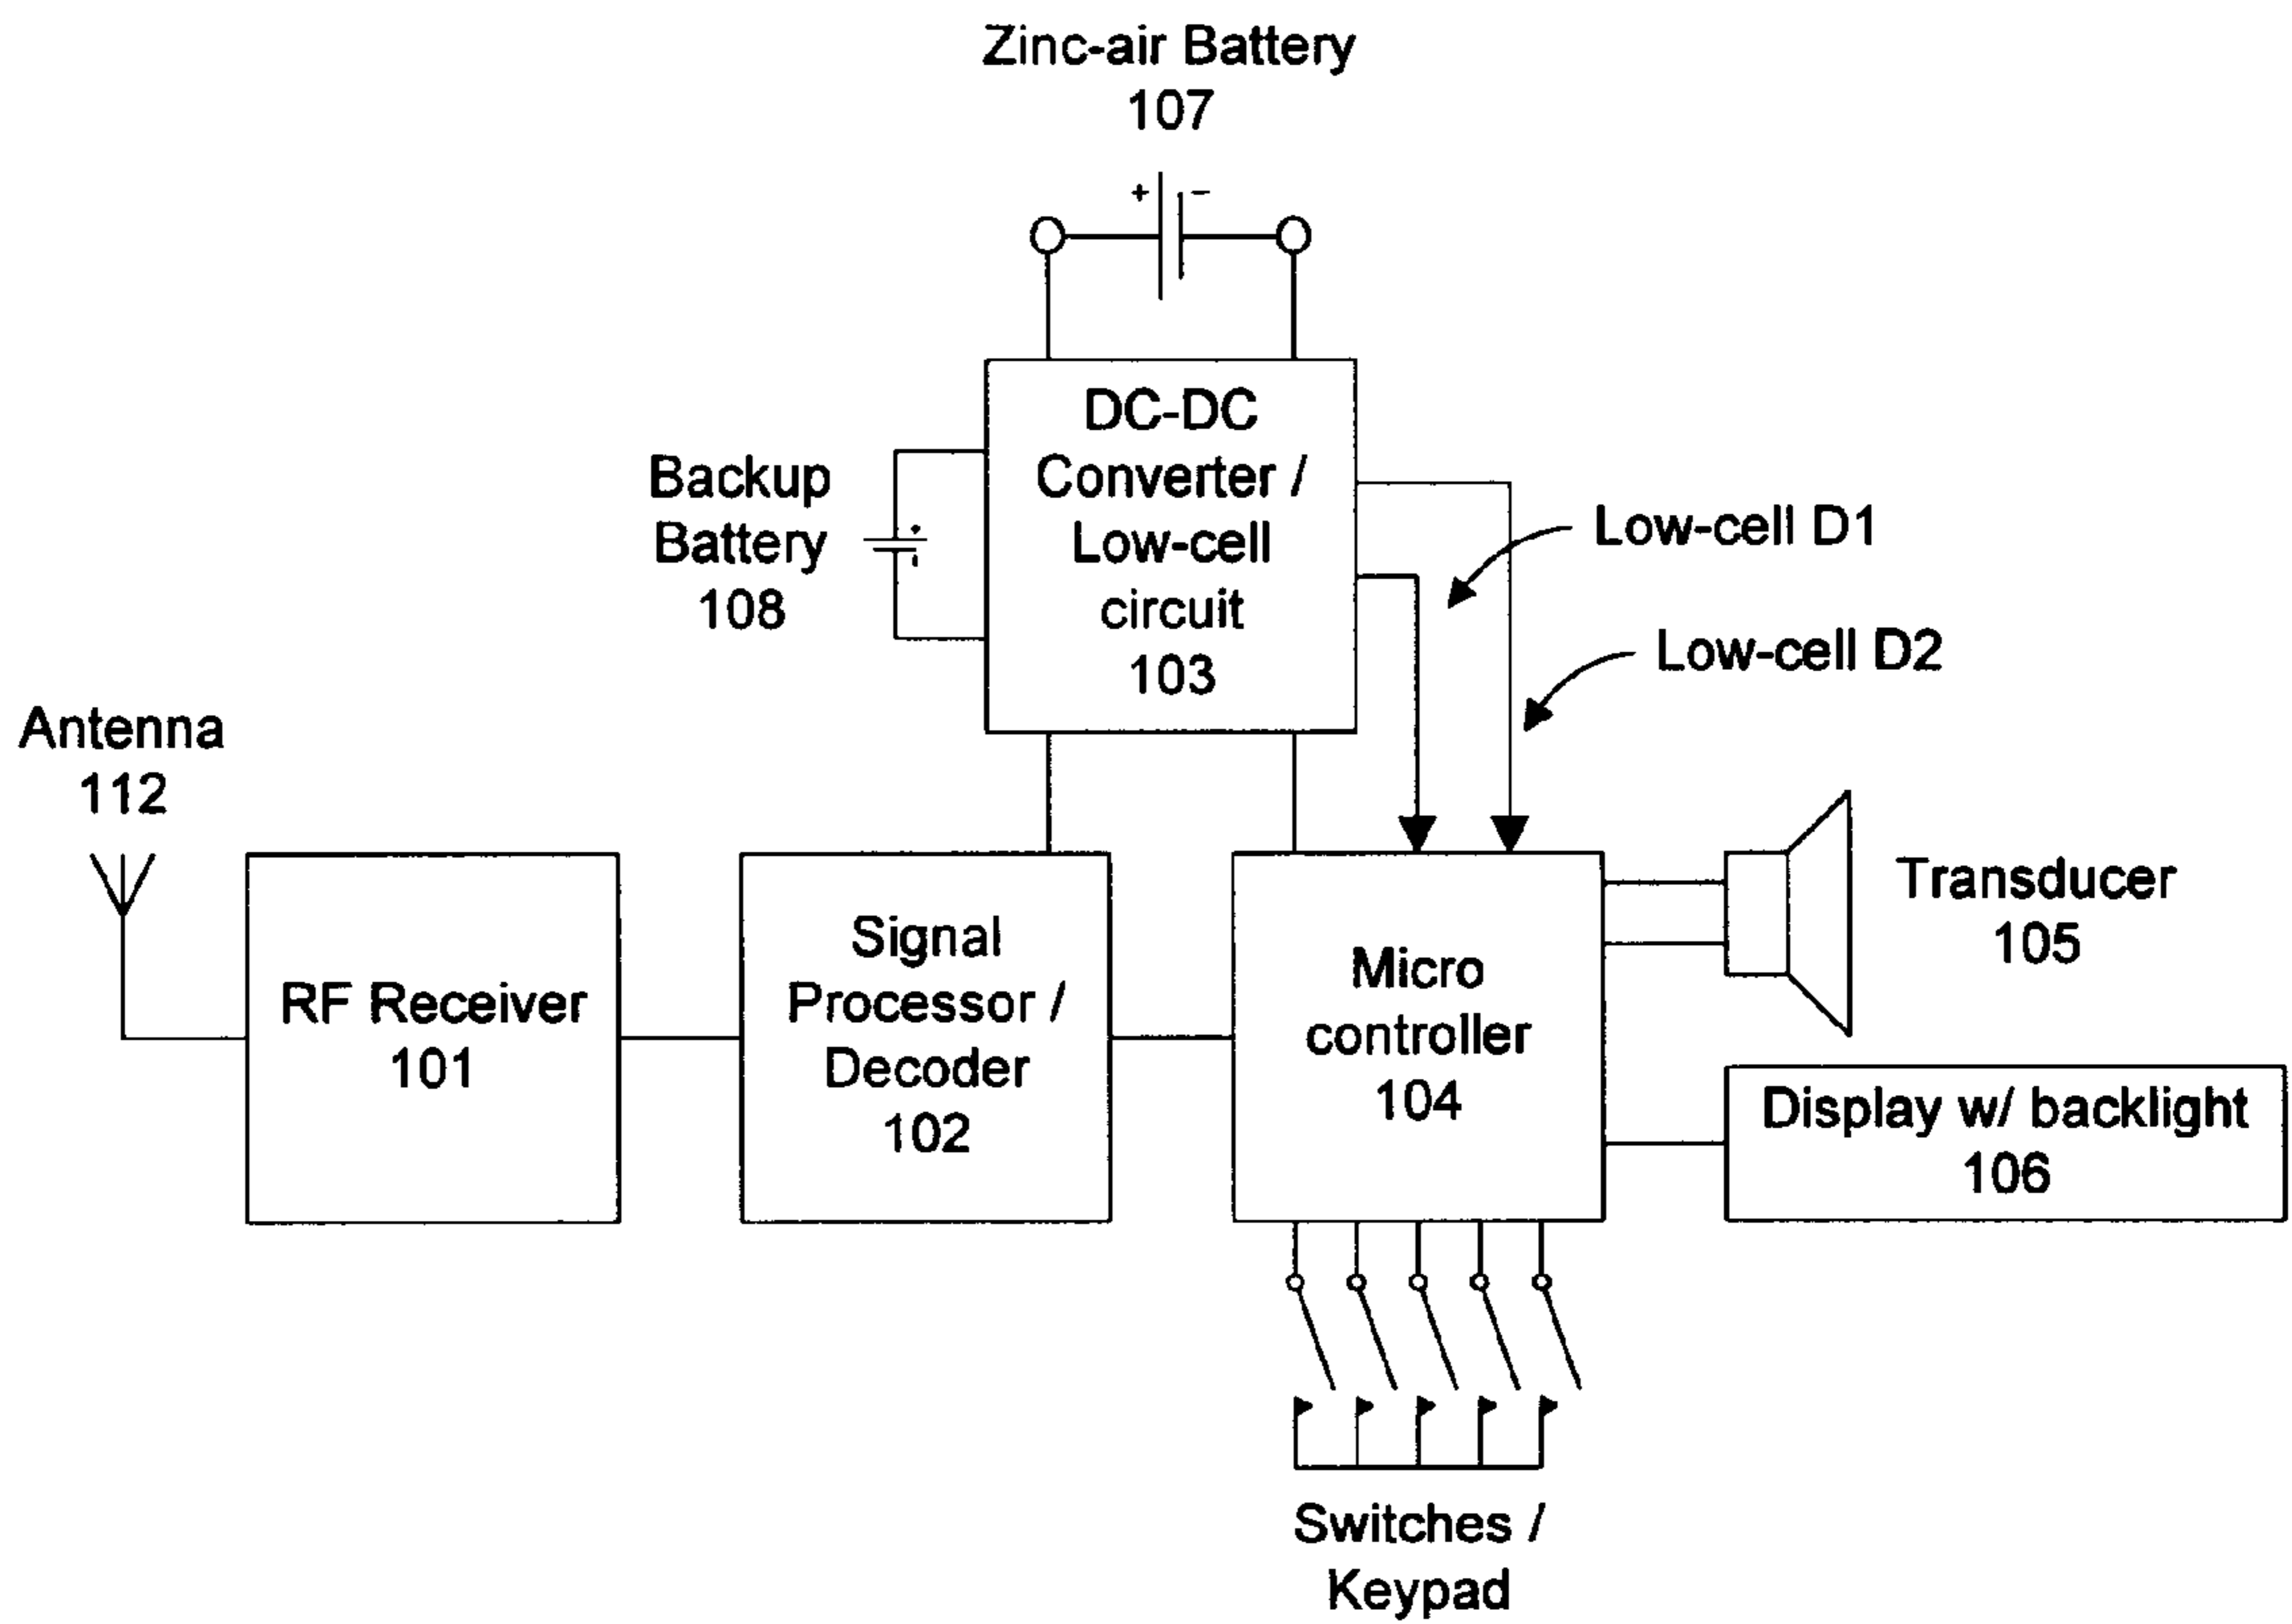 Zinc-air Battery
107
+ -
DC-DC
Converter /
Low-cell
circuit
103
Backup
Battery
108
+
-
Low-cell D1
Low-cell D2
Antenna
112
RF Receiver
101
Signal
Processor /
Decoder
102
Micro
controller
104
Transducer
105
Display w/ backlight
106
Switches /
Keypad